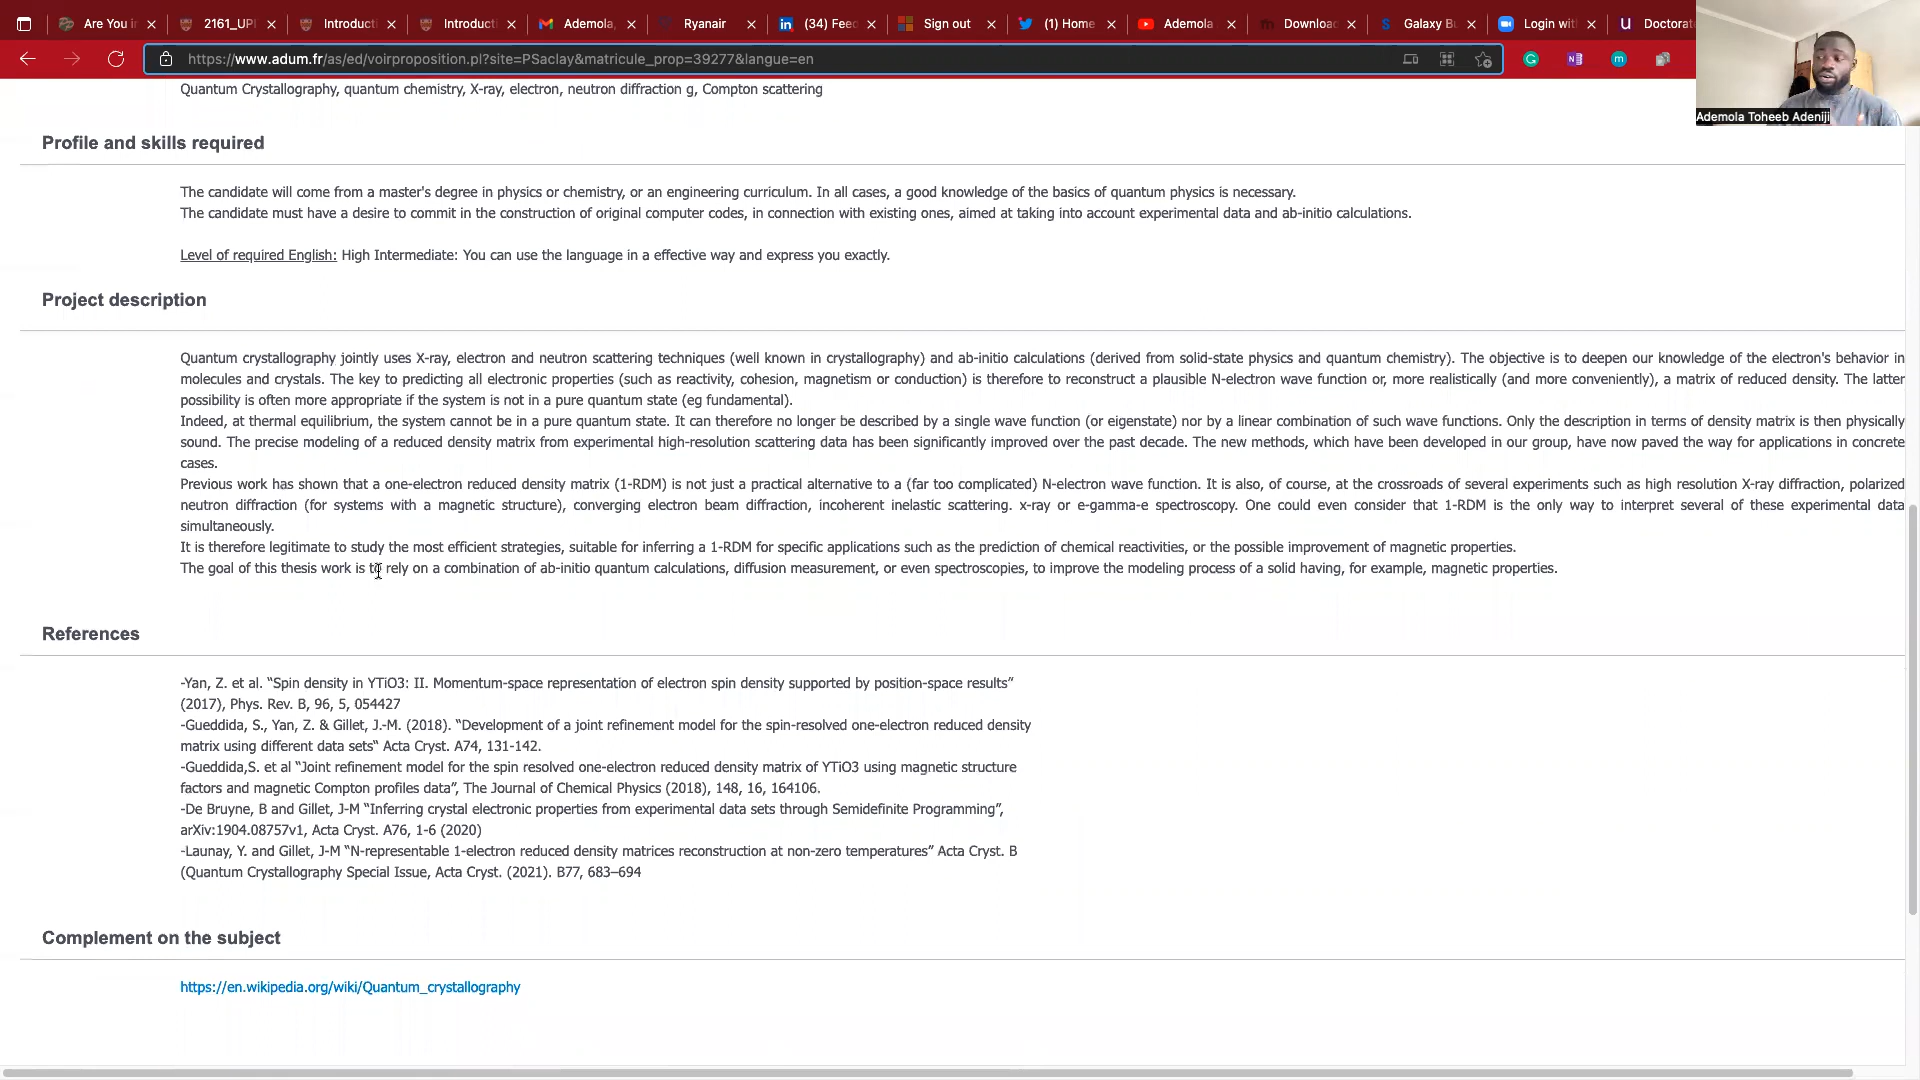 Are You in
2161_UPI
Introducti
Introducti
Ademola,
Ryanair
(34) Feed
Sign out
(1) Home
Ademola
Download
Galaxy Bu
Login with
Doctorate
https://www.adum.fr/as/ed/voirproposition.pl?site=PSaclay&matricule_prop=39277&langue=en
Ademola Toheeb Adeniji
Quantum Crystallography, quantum chemistry, X-ray, electron, neutron diffraction g, Compton scattering
Profile and skills required
The candidate will come from a master's degree in physics or chemistry, or an engineering curriculum. In all cases, a good knowledge of the basics of quantum physics is necessary.
The candidate must have a desire to commit in the construction of original computer codes, in connection with existing ones, aimed at taking into account experimental data and ab-initio calculations.
Level of required English: High Intermediate: You can use the language in a effective way and express you exactly.
Project description
Quantum crystallography jointly uses X-ray, electron and neutron scattering techniques (well known in crystallography) and ab-initio calculations (derived from solid-state physics and quantum chemistry). The objective is to deepen our knowledge of the electron's behavior in
molecules and crystals. The key to predicting all electronic properties (such as reactivity, cohesion, magnetism or conduction) is therefore to reconstruct a plausible N-electron wave function or, more realistically (and more conveniently), a matrix of reduced density. The latter
possibility is often more appropriate if the system is not in a pure quantum state (eg fundamental).
Indeed, at thermal equilibrium, the system cannot be in a pure quantum state. It can therefore no longer be described by a single wave function (or eigenstate) nor by a linear combination of such wave functions. Only the description in terms of density matrix is then physically
sound. The precise modeling of a reduced density matrix from experimental high-resolution scattering data has been significantly improved over the past decade. The new methods, which have been developed in our group, have now paved the way for applications in concrete
cases.
Previous work has shown that a one-electron reduced density matrix (1-RDM) is not just a practical alternative to a (far too complicated) N-electron wave function. It is also, of course, at the crossroads of several experiments such as high resolution X-ray diffraction, polarized
neutron diffraction (for systems with a magnetic structure), converging electron beam diffraction, incoherent inelastic scattering. x-ray or e-gamma-e spectroscopy. One could even consider that 1-RDM is the only way to interpret several of these experimental data
simultaneously.
It is therefore legitimate to study the most efficient strategies, suitable for inferring a 1-RDM for specific applications such as the prediction of chemical reactivities, or the possible improvement of magnetic properties.
The goal of this thesis work is to rely on a combination of ab-initio quantum calculations, diffusion measurement, or even spectroscopies, to improve the modeling process of a solid having, for example, magnetic properties.
References
-Yan, Z. et al. “Spin density in YTiO3: II. Momentum-space representation of electron spin density supported by position-space results”
(2017), Phys. Rev. B, 96, 5, 054427
-Gueddida, S., Yan, Z. & Gillet, J.-M. (2018). “Development of a joint refinement model for the spin-resolved one-electron reduced density
matrix using different data sets“ Acta Cryst. A74, 131-142.
-Gueddida,S. et al “Joint refinement model for the spin resolved one-electron reduced density matrix of YTiO3 using magnetic structure
factors and magnetic Compton profiles data”, The Journal of Chemical Physics (2018), 148, 16, 164106.
-De Bruyne, B and Gillet, J-M “Inferring crystal electronic properties from experimental data sets through Semidefinite Programming”,
arXiv:1904.08757v1, Acta Cryst. A76, 1-6 (2020)
-Launay, Y. and Gillet, J-M “N-representable 1-electron reduced density matrices reconstruction at non-zero temperatures” Acta Cryst. B
(Quantum Crystallography Special Issue, Acta Cryst. (2021). B77, 683–694
Complement on the subject
https://en.wikipedia.org/wiki/Quantum_crystallography